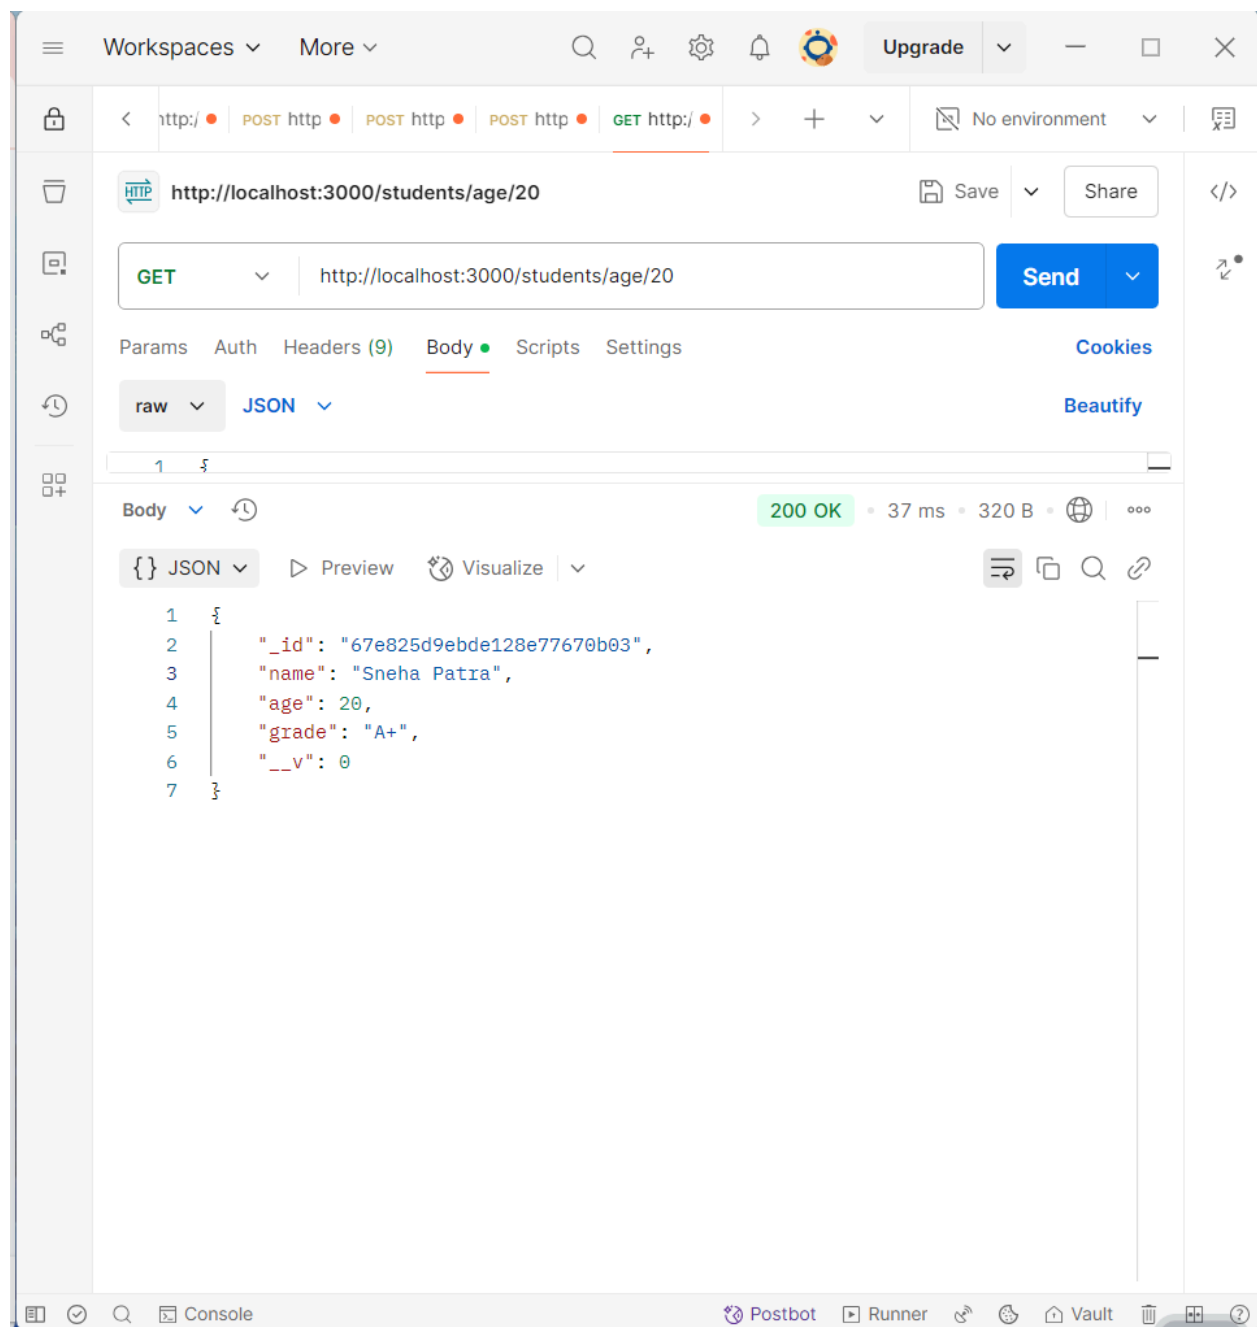 Workspaces More Upgrade
http:/ POST http POST http POST http GET http:/ No environment
HTTP http://localhost:3000/students/age/20 Save Share
GET http://localhost:3000/students/age/20 Send
Params Auth Headers (9) Body Scripts Settings Cookies
raw JSON Beautify
1 {
Body 200 OK 37 ms 320 B
{} JSON Preview Visualize
1 {
2 "_id": "67e825d9ebde128e77670b03",
3 "name": "Sneha Patra",
4 "age": 20,
5 "grade": "A+",
6 "__v": 0
7 }
Console Postbot Runner Vault